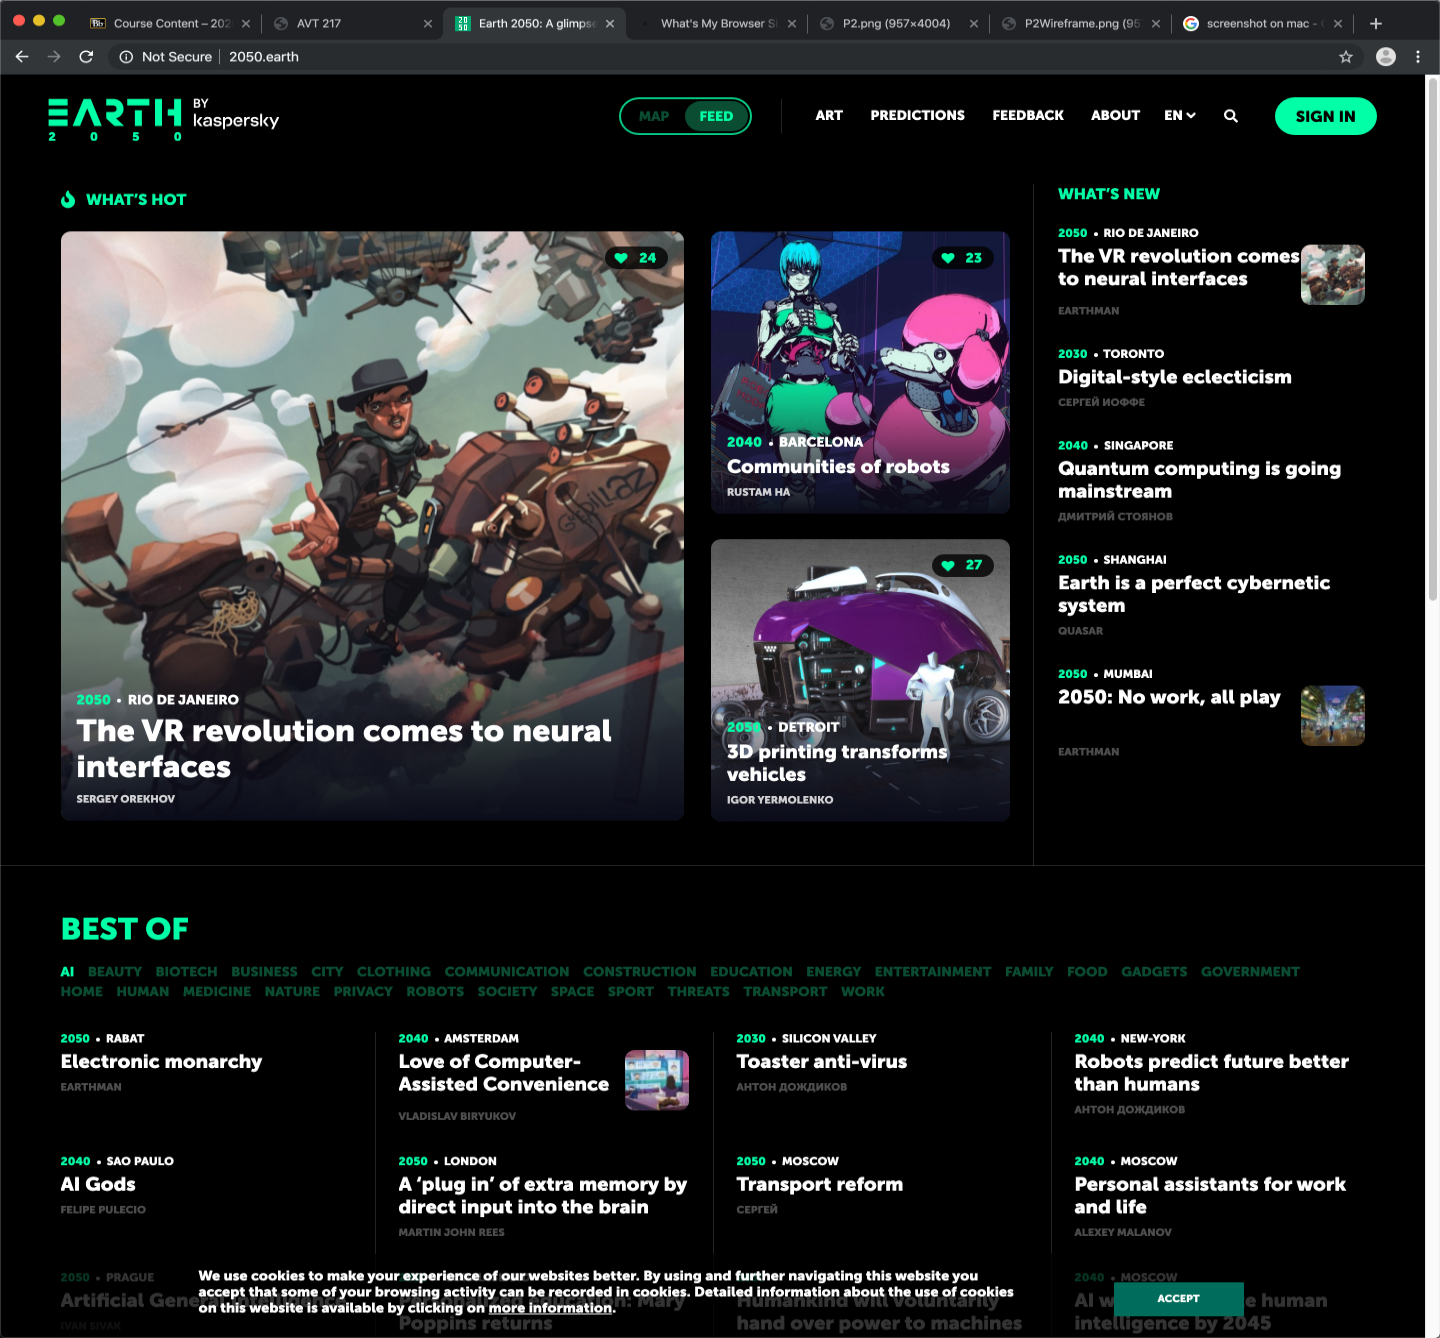 Course Content – 202
AVT 217
Earth 2050: A glimpse
What's My Browser Si
P2.png (957×4004)
P2Wireframe.png (95
screenshot on mac -
Not Secure
2050.earth
EARTH
2 0 5 0
BY
kaspersky
MAP
FEED
ART
PREDICTIONS
FEEDBACK
ABOUT
EN
SIGN IN
WHAT'S HOT
24
GORILLAZ
2050 • RIO DE JANEIRO
The VR revolution comes to neural
interfaces
SERGEY OREKHOV
23
2040 • BARCELONA
Communities of robots
RUSTAM HA
27
2050 • DETROIT
3D printing transforms
vehicles
IGOR YERMOLENKO
WHAT'S NEW
2050 • RIO DE JANEIRO
The VR revolution comes
to neural interfaces
EARTHMAN
2030 • TORONTO
Digital-style eclecticism
СЕРГЕЙ ИОФФЕ
2040 • SINGAPORE
Quantum computing is going
mainstream
ДМИТРИЙ СТОЯНОВ
2050 • SHANGHAI
Earth is a perfect cybernetic
system
QUASAR
2050 • MUMBAI
2050: No work, all play
EARTHMAN
BEST OF
AI BEAUTY BIOTECH BUSINESS CITY CLOTHING COMMUNICATION CONSTRUCTION EDUCATION ENERGY ENTERTAINMENT FAMILY FOOD GADGETS GOVERNMENT
HOME HUMAN MEDICINE NATURE PRIVACY ROBOTS SOCIETY SPACE SPORT THREATS TRANSPORT WORK
2050 • RABAT
Electronic monarchy
EARTHMAN
2040 • AMSTERDAM
Love of Computer-
Assisted Convenience
VLADISLAV BIRYUKOV
2030 • SILICON VALLEY
Toaster anti-virus
АНТОН ДОЖДИКОВ
2040 • NEW-YORK
Robots predict future better
than humans
АНТОН ДОЖДИКОВ
2040 • SAO PAULO
AI Gods
FELIPE PULECIO
2050 • LONDON
A 'plug in' of extra memory by
direct input into the brain
MARTIN JOHN REES
2050 • MOSCOW
Transport reform
СЕРГЕЙ
2040 • MOSCOW
Personal assistants for work
and life
ALEXEY MALANOV
2050 • PRAGUE
Artificial General Intelligence
IVAN SIVAK
Personalized education: Mary
Poppins returns
Humankind will voluntarily
hand over power to machines
2040 • MOSCOW
AI w e human
intelligence by 2045
We use cookies to make your experience of our websites better. By using and further navigating this website you
accept that some of your browsing activity can be recorded in cookies. Detailed information about the use of cookies
on this website is available by clicking on more information.
ACCEPT